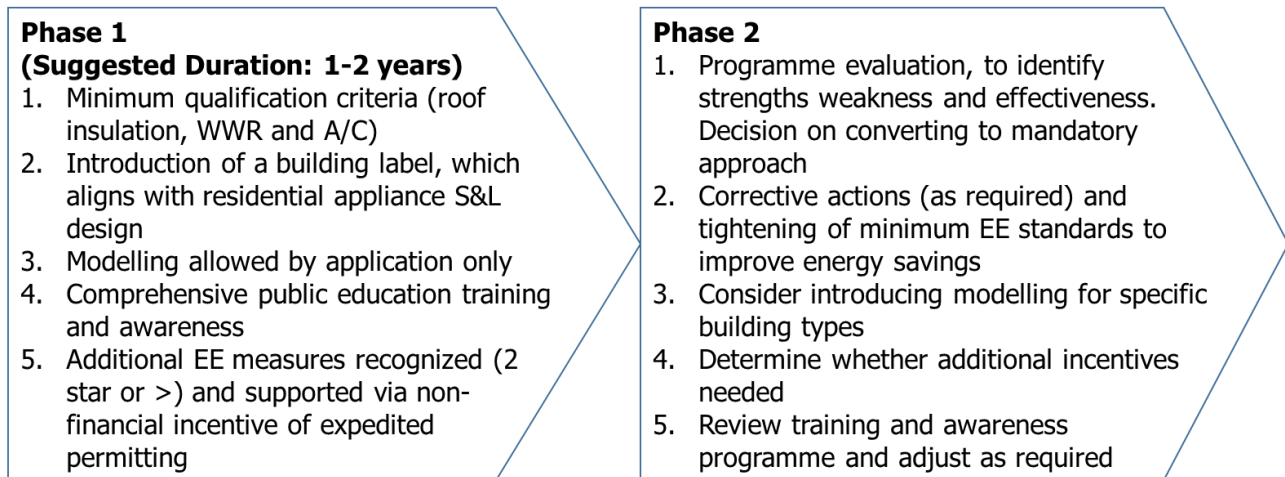 Phase 1
(Suggested Duration: 1-2 years)
1. Minimum qualification criteria (roof
insulation, WWR and A/C)
2. Introduction of a building label, which
aligns with residential appliance S&L
design
3. Modelling allowed by application only
4. Comprehensive public education training
and awareness
5. Additional EE measures recognized (2
star or >) and supported via non-
financial incentive of expedited
permitting
Phase 2
1. Programme evaluation, to identify
strengths weakness and effectiveness.
Decision on converting to mandatory
approach
2. Corrective actions (as required) and
tightening of minimum EE standards to
improve energy savings
3. Consider introducing modelling for specific
building types
4. Determine whether additional incentives
needed
5. Review training and awareness
programme and adjust as required